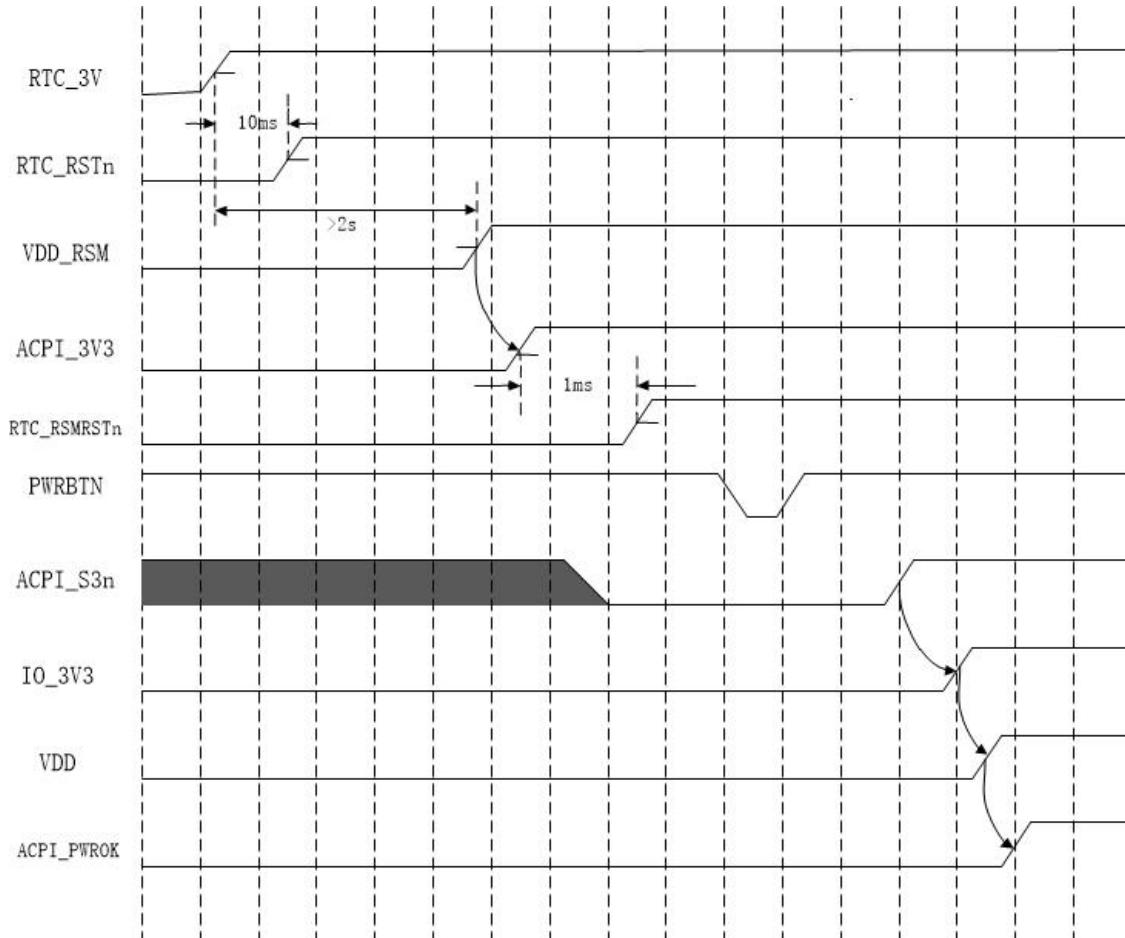 RTC_3V
10ms
RTC_RSTn
>2s
VDD_RSM
ACPI_3V3
1ms
RTC_RSMRSTn
PWRBTN
ACPI_S3n
IO_3V3
VDD
ACPI_PWROK